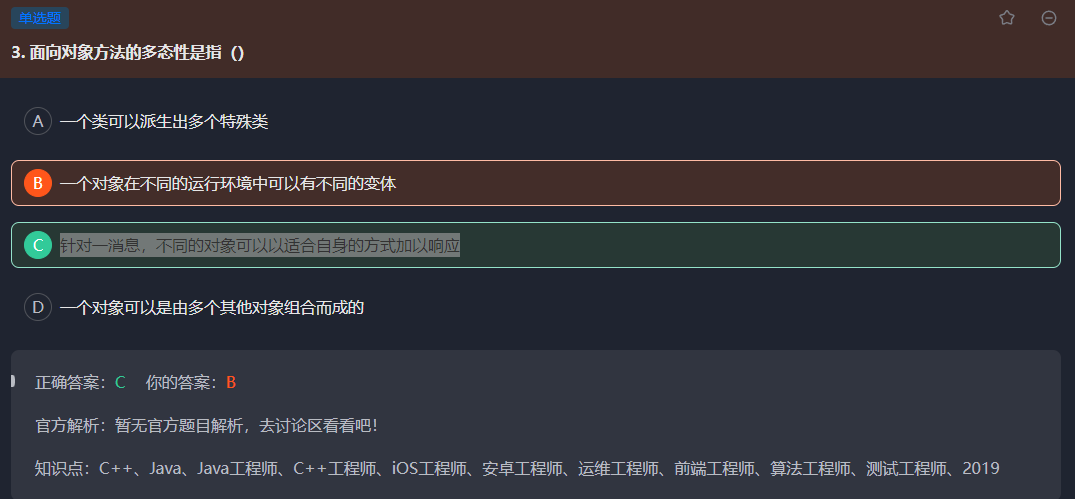 单选题
3. 面向对象方法的多态性是指（）
A 一个类可以派生出多个特殊类
B 一个对象在不同的运行环境中可以有不同的变体
C 针对一消息，不同的对象可以以适合自身的方式加以响应
D 一个对象可以是由多个其他对象组合而成的
正确答案：C 你的答案：B
官方解析：暂无官方题目解析，去讨论区看看吧！
知识点：C++、Java、Java工程师、C++工程师、iOS工程师、安卓工程师、运维工程师、前端工程师、算法工程师、测试工程师、2019